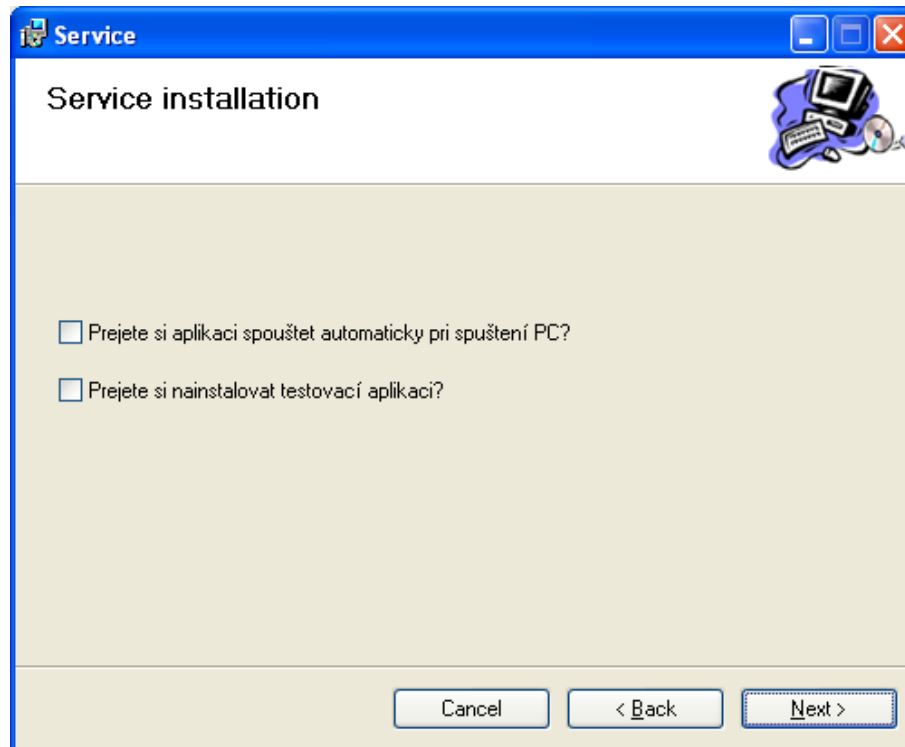 Service
Service installation
Prejete si aplikaci spouštet automaticky pri spuštení PC?
Prejete si nainstalovat testovací aplikaci?
Cancel
< Back
Next >